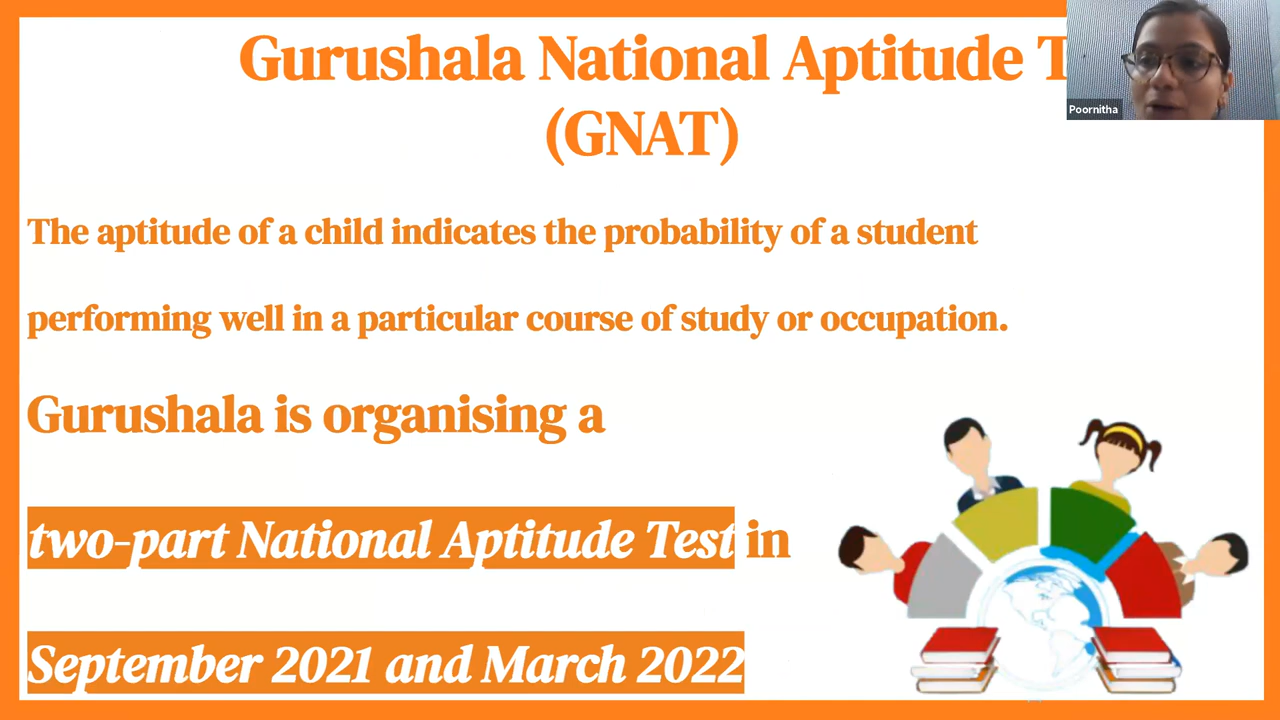 Gurushala National Aptitude
(GNAT)
Poornitha
The aptitude of a child indicates the probability of a student
performing well in a particular course of study or occupation.
Gurushala is organising a
two-part National Aptitude Test in
September 2021 and March 2022